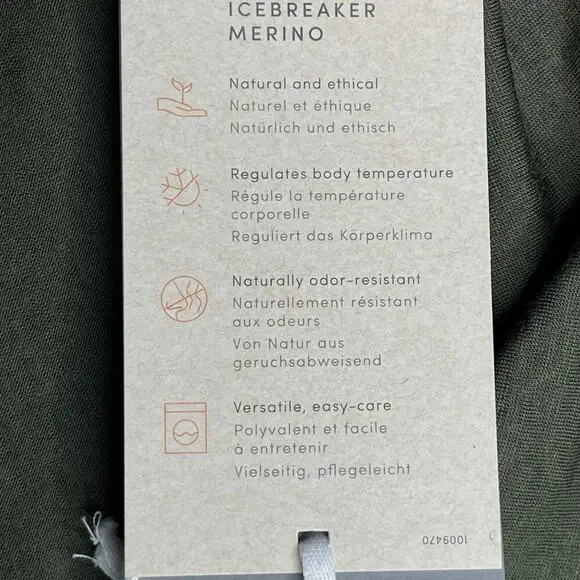 ICEBREAKER
MERINO
Natural and ethical
Naturel et éthique
Natürlich und ethisch
Regulates body temperature
Régule la température
corporelle
Reguliert das Körperklima
Naturally odor-resistant
Naturellement résistant
aux odeurs
Von Natur aus
geruchsabweisend
Versatile, easy-care
Polyvalent et facile
à entretenir
Vielseitig, pflegeleicht
1009470